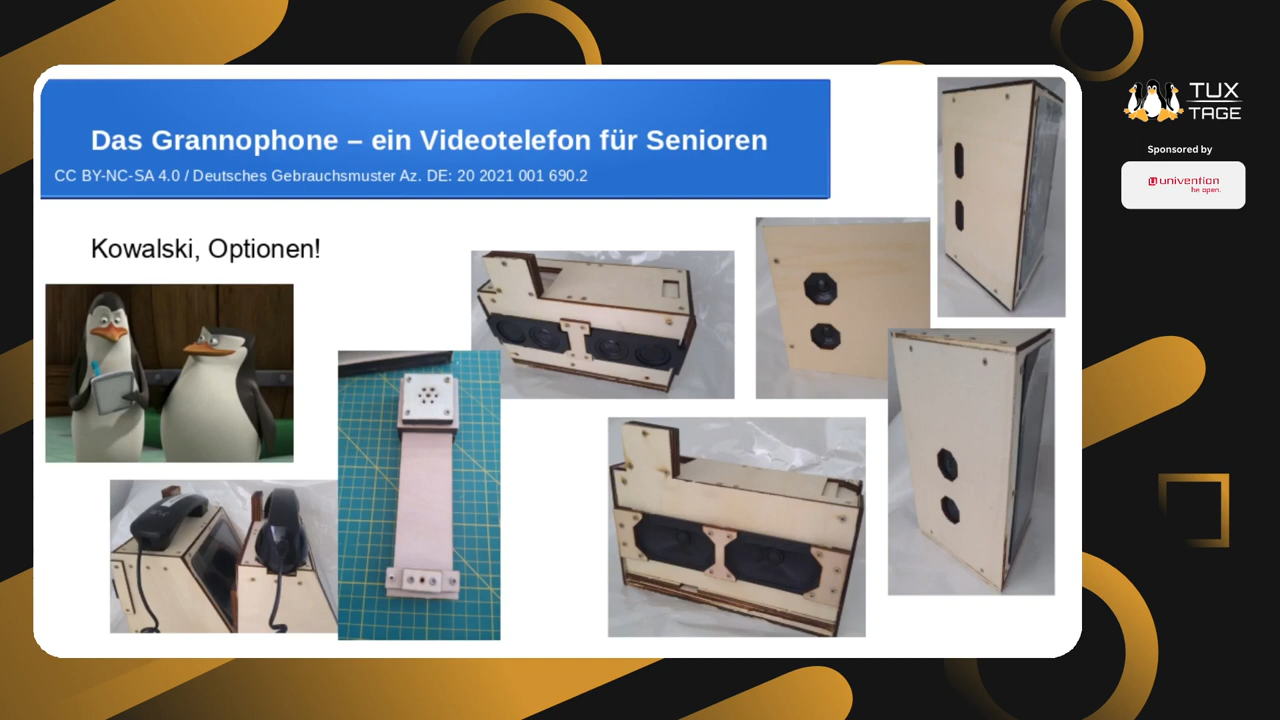 Das Grannophone – ein Videotelefon für Senioren
CC BY-NC-SA 4.0 / Deutsches Gebrauchsmuster Az. DE: 20 2021 001 690.2
Kowalski, Optionen!
TUX
TAGE
Sponsored by
univention
be open.